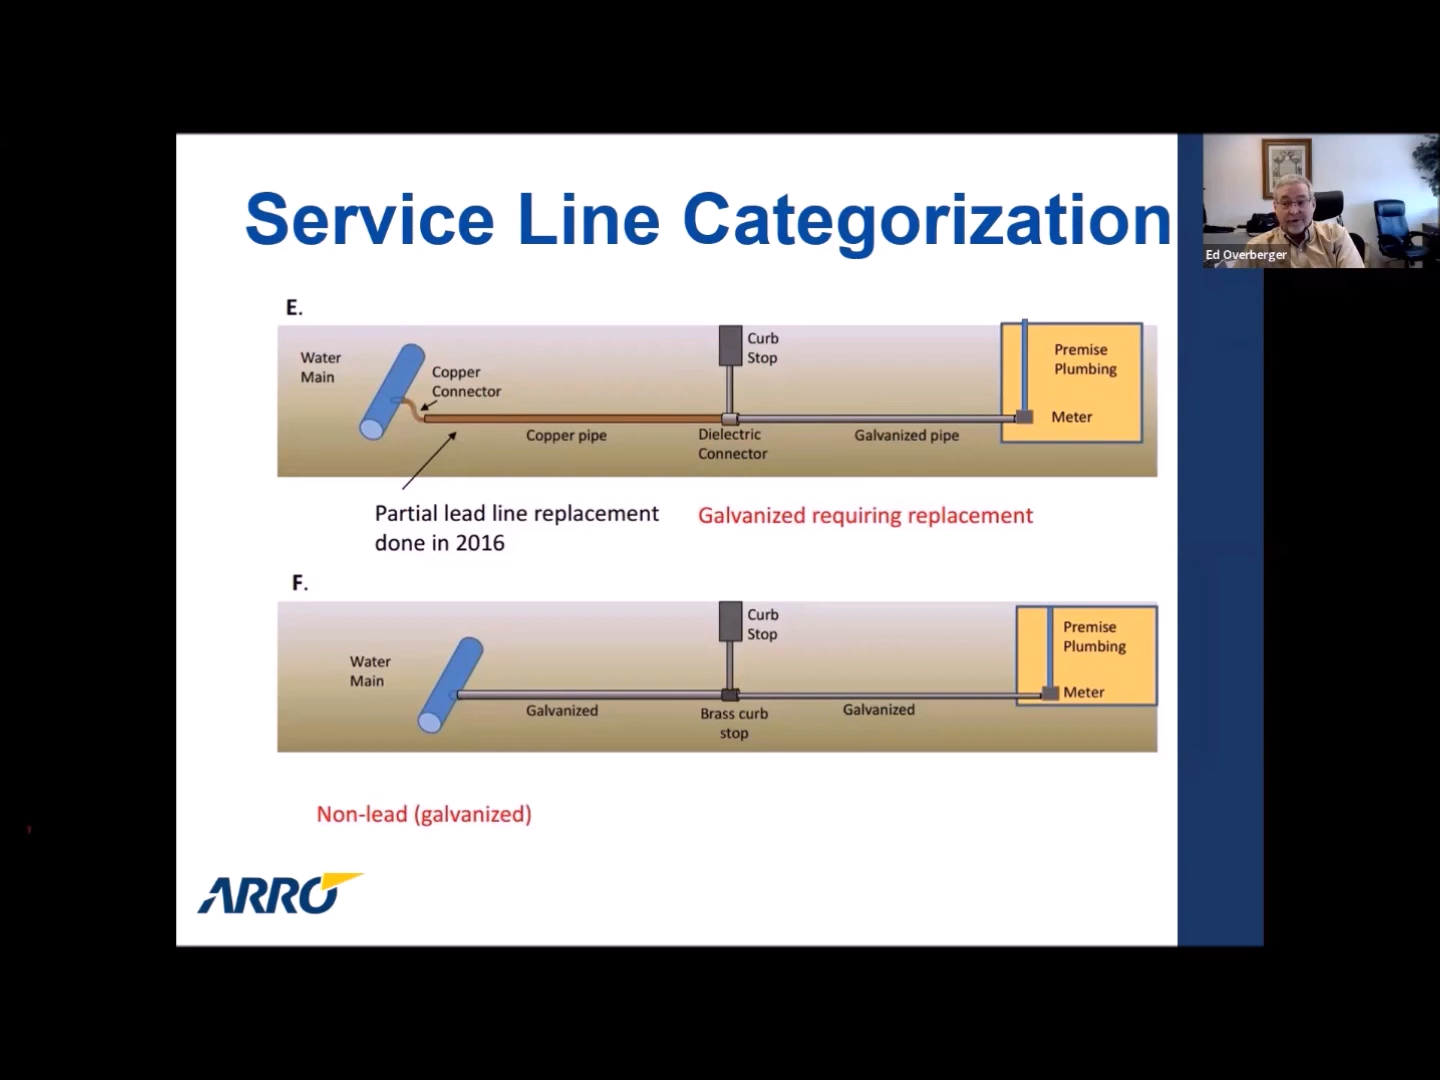 Service Line Categorization
Ed Overberger
E.
Water
Main
Copper
Connector
Curb
Stop
Premise
Plumbing
Meter
Copper pipe
Dielectric
Connector
Galvanized pipe
Partial lead line replacement
done in 2016
Galvanized requiring replacement
F.
Water
Main
Curb
Stop
Premise
Plumbing
Meter
Galvanized
Brass curb
stop
Galvanized
Non-lead (galvanized)
ARRO